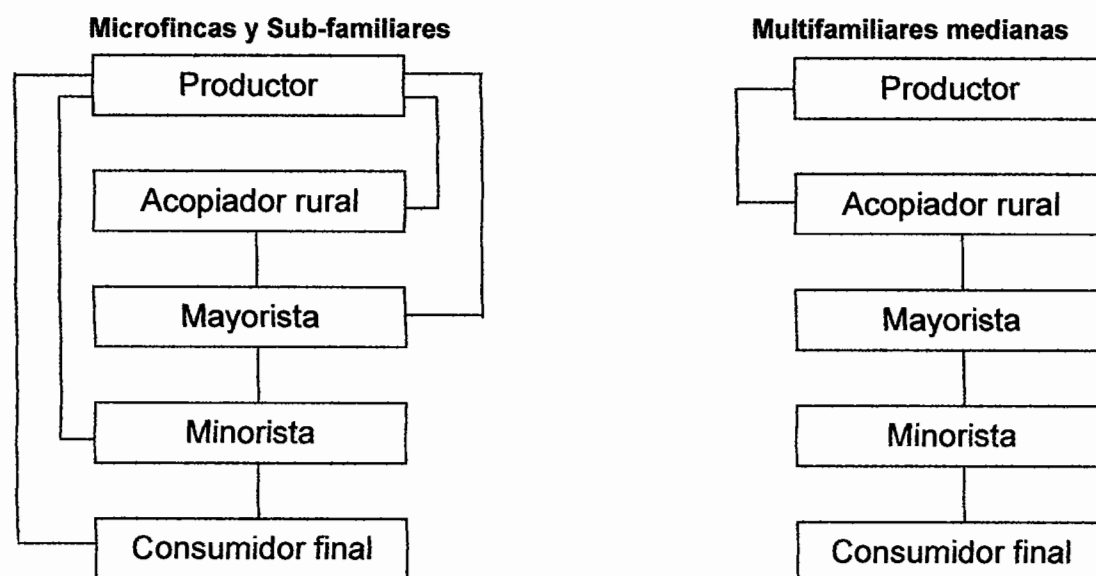 Microfincas y Sub-familiares
Productor
Acopiador rural
Mayorista
Minorista
Consumidor final
Multifamiliares medianas
Productor
Acopiador rural
Mayorista
Minorista
Consumidor final